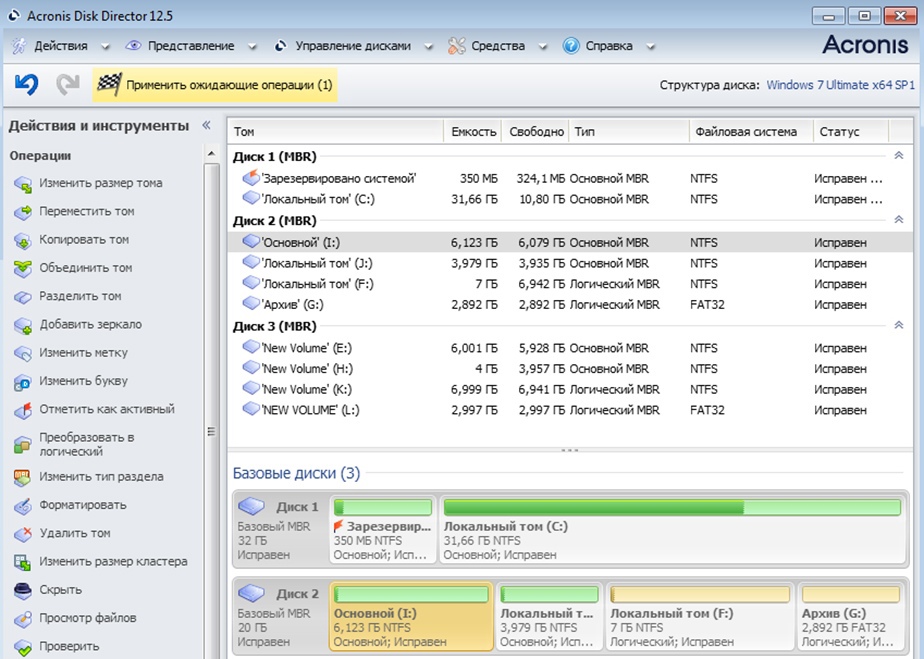 Acronis Disk Director 12.5
Действия Представление Управление дисками Средства Справка Acronis
Применить ожидающие операции (1) Структура диска: Windows 7 Ultimate x64 SP1
Действия и инструменты «
Операции
Изменить размер тома
Переместить том
Копировать том
Объединить том
Разделить том
Добавить зеркало
Изменить метку
Изменить букву
Отметить как активный
Преобразовать в
логический
Изменить тип раздела
Форматировать
Удалить том
Изменить размер кластера
Скрыть
Просмотр файлов
Проверить
Том Емкость Свободно Тип Файловая система Статус
Диск 1 (MBR)
'Зарезервировано системой' 350 МБ 324,1 МБ Основной MBR NTFS Исправен ...
'Локальный том' (C:) 31,66 ГБ 10,80 ГБ Основной MBR NTFS Исправен ...
Диск 2 (MBR)
'Основной' (I:) 6,123 ГБ 6,079 ГБ Основной MBR NTFS Исправен
'Локальный том' (J:) 3,979 ГБ 3,935 ГБ Основной MBR NTFS Исправен
'Локальный том' (F:) 7 ГБ 6,942 ГБ Логический MBR NTFS Исправен
'Архив' (G:) 2,892 ГБ 2,892 ГБ Логический MBR FAT32 Исправен
Диск 3 (MBR)
'New Volume' (E:) 6,001 ГБ 5,928 ГБ Основной MBR NTFS Исправен
'New Volume' (H:) 4 ГБ 3,957 ГБ Основной MBR NTFS Исправен
'New Volume' (K:) 6,999 ГБ 6,941 ГБ Логический MBR NTFS Исправен
'NEW VOLUME' (L:) 2,997 ГБ 2,997 ГБ Логический MBR FAT32 Исправен
Базовые диски (3)
Диск 1
Базовый MBR
32 ГБ
Исправен
Зарезервир...
350 МБ NTFS
Основной; Исп...
Локальный том (C:)
31,66 ГБ NTFS
Основной; Исправен
Диск 2
Базовый MBR
20 ГБ
Исправен
Основной (I:)
6,123 ГБ NTFS
Основной; Исправен
Локальный т...
3,979 ГБ NTFS
Основной; Исп...
Локальный том (F:)
7 ГБ NTFS
Логический; Исправен
Архив (G:)
2,892 ГБ FAT32
Логический; И...